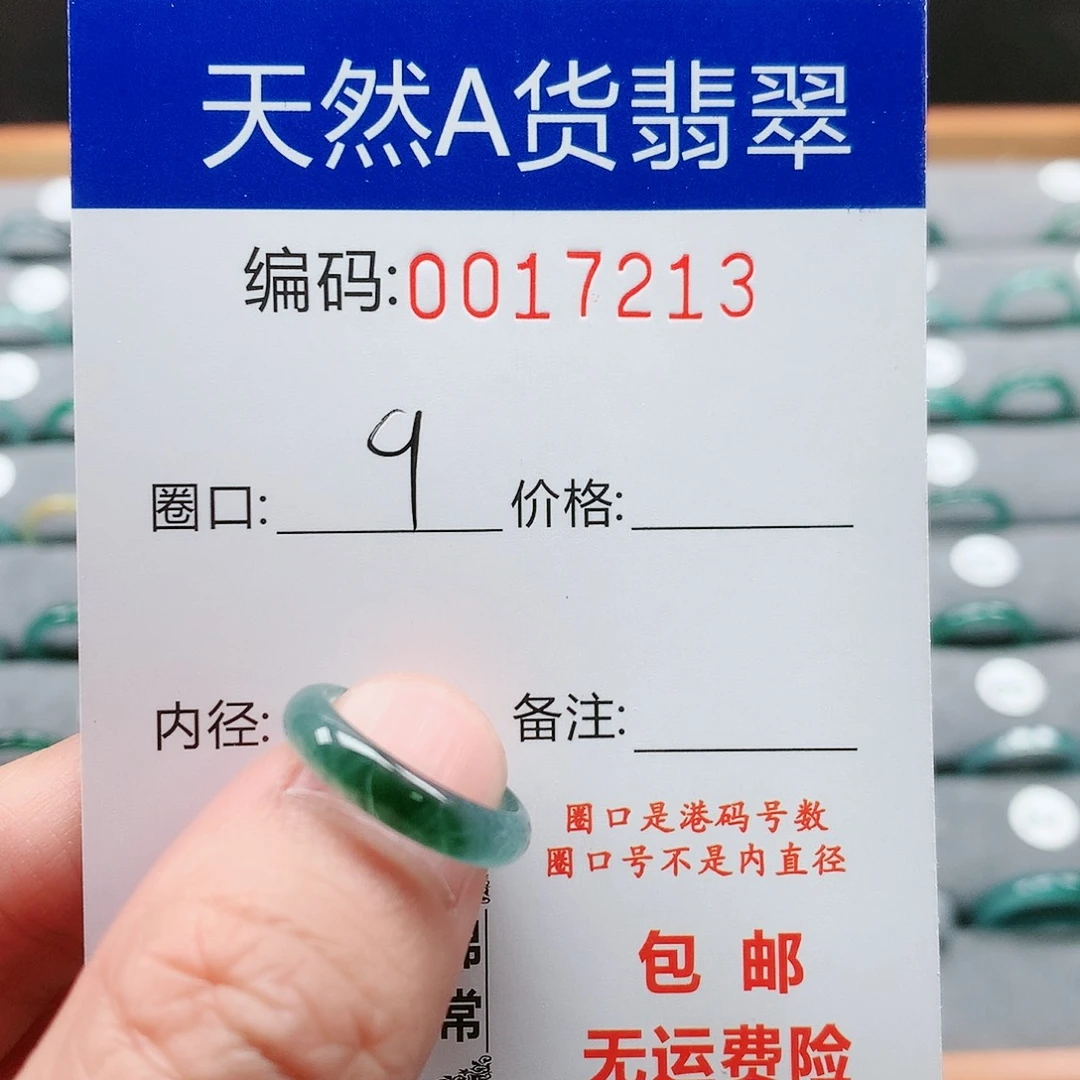 天然A货翡翠
编码:0017213
圈口: 9 价格:
内径: 备注:
圈口是港码号数
圈口号不是内直径
常
包 邮
无运费险